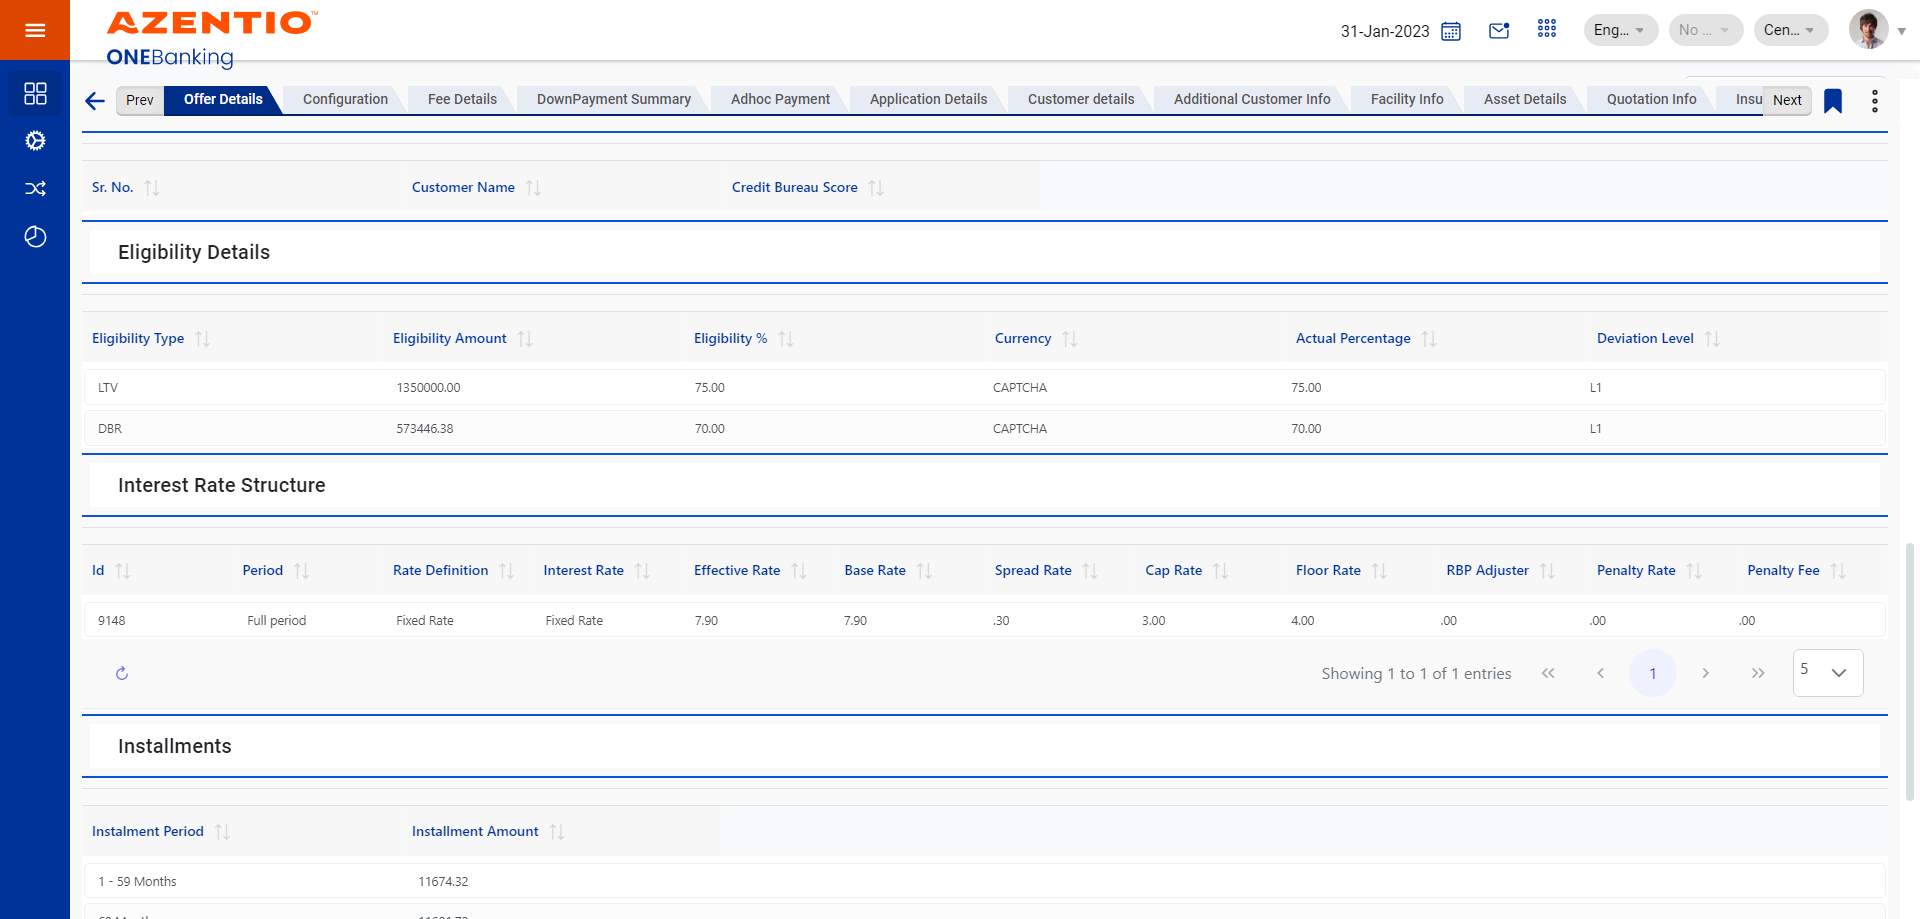 AZENTIO™
ONEBanking
31-Jan-2023
Eng...
No ...
Cen...
Prev
Offer Details
Configuration
Fee Details
DownPayment Summary
Adhoc Payment
Application Details
Customer details
Additional Customer Info
Facility Info
Asset Details
Quotation Info
Insu
Next
Sr. No. Customer Name Credit Bureau Score
Eligibility Details
Eligibility Type Eligibility Amount Eligibility % Currency Actual Percentage Deviation Level
LTV 1350000.00 75.00 CAPTCHA 75.00 L1
DBR 573446.38 70.00 CAPTCHA 70.00 L1
Interest Rate Structure
Id Period Rate Definition Interest Rate Effective Rate Base Rate Spread Rate Cap Rate Floor Rate RBP Adjuster Penalty Rate Penalty Fee
9148 Full period Fixed Rate Fixed Rate 7.90 7.90 .30 3.00 4.00 .00 .00 .00
Showing 1 to 1 of 1 entries
1
5
Installments
Instalment Period Installment Amount
1 - 59 Months 11674.32